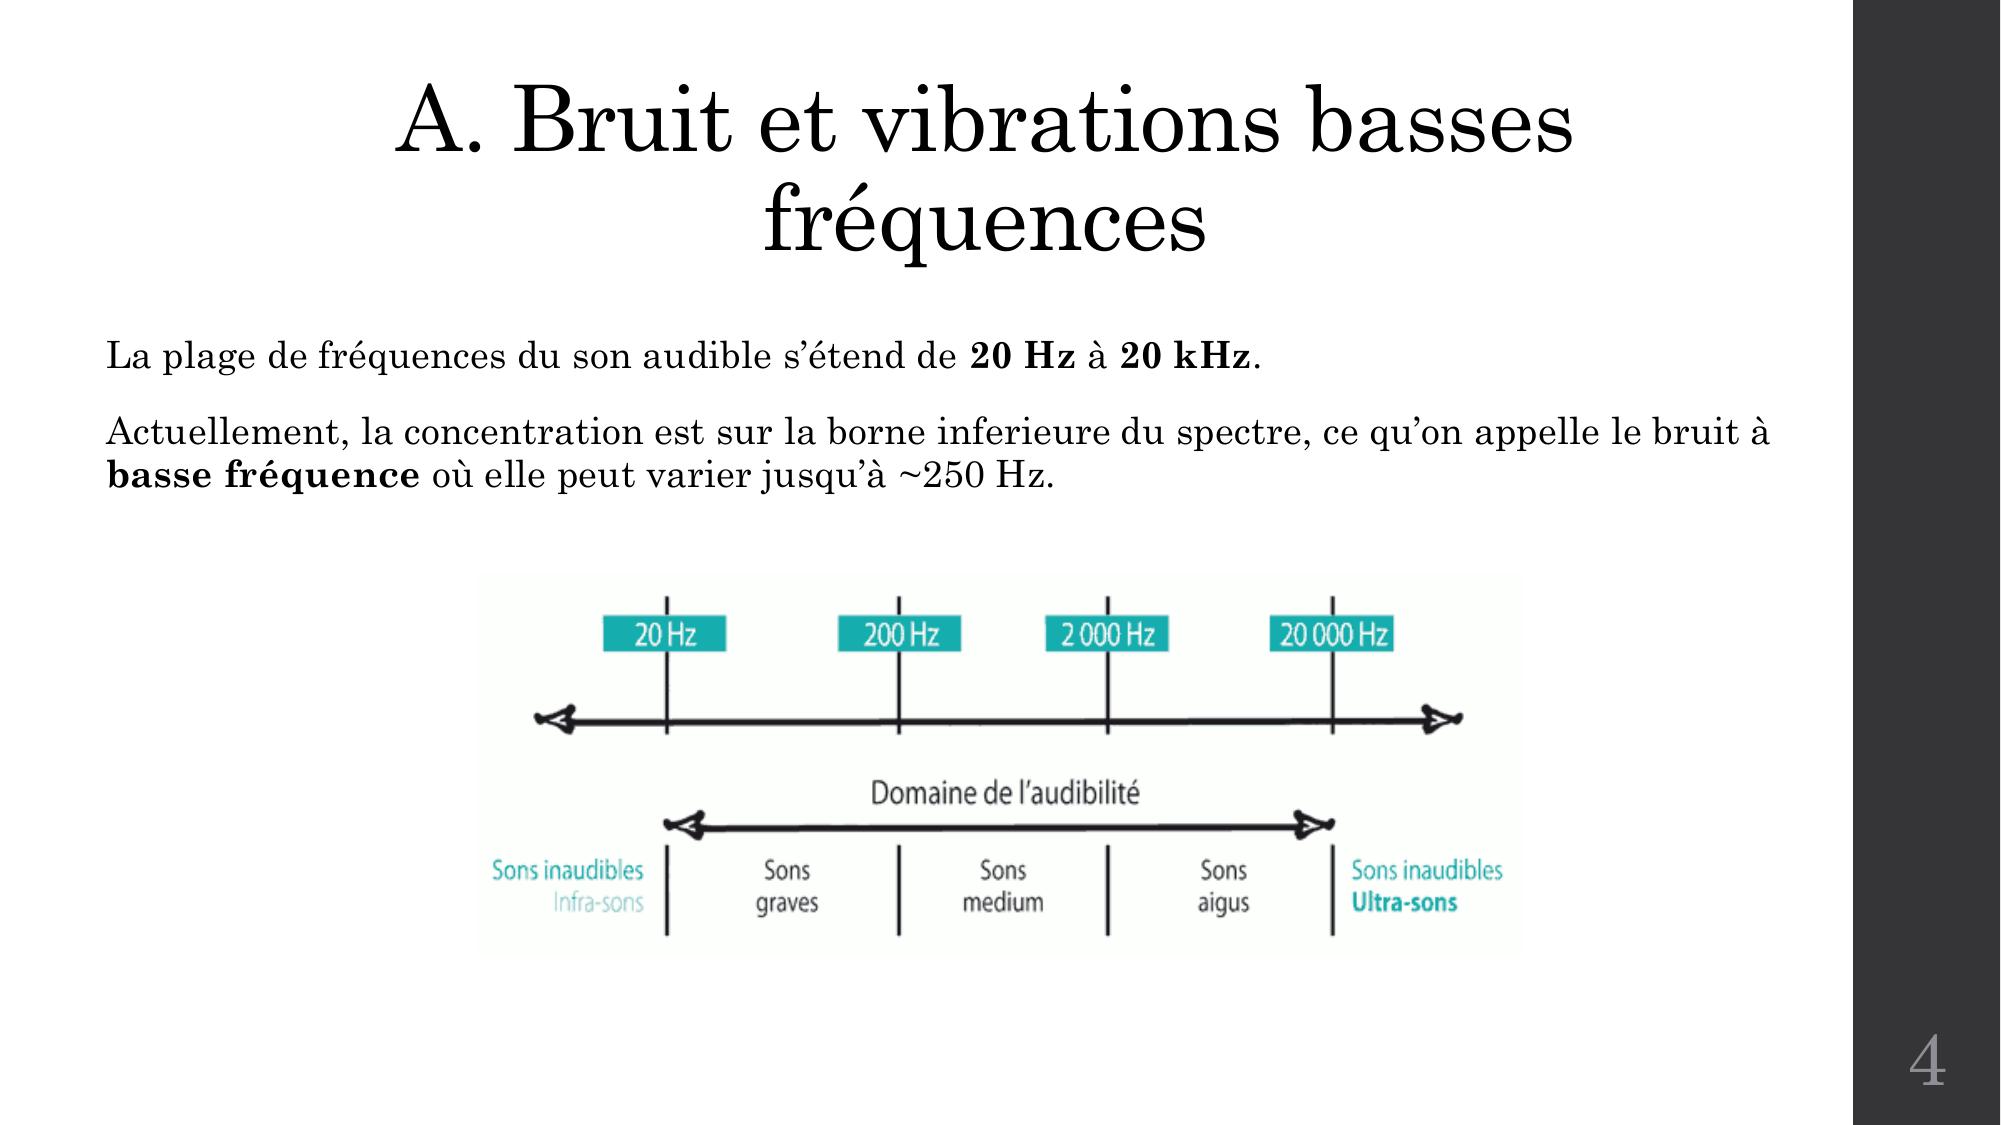 A. Bruit et vibrations basses
fréquences
La plage de fréquences du son audible s’étend de 20 Hz à 20 kHz.
Actuellement, la concentration est sur la borne inferieure du spectre, ce qu’on appelle le bruit à
basse fréquence où elle peut varier jusqu’à ~250 Hz.
20 Hz 200 Hz 2 000 Hz 20 000 Hz
Domaine de l’audibilité
Sons inaudibles Sons Sons Sons Sons inaudibles
Infra-sons graves medium aigus Ultra-sons
4